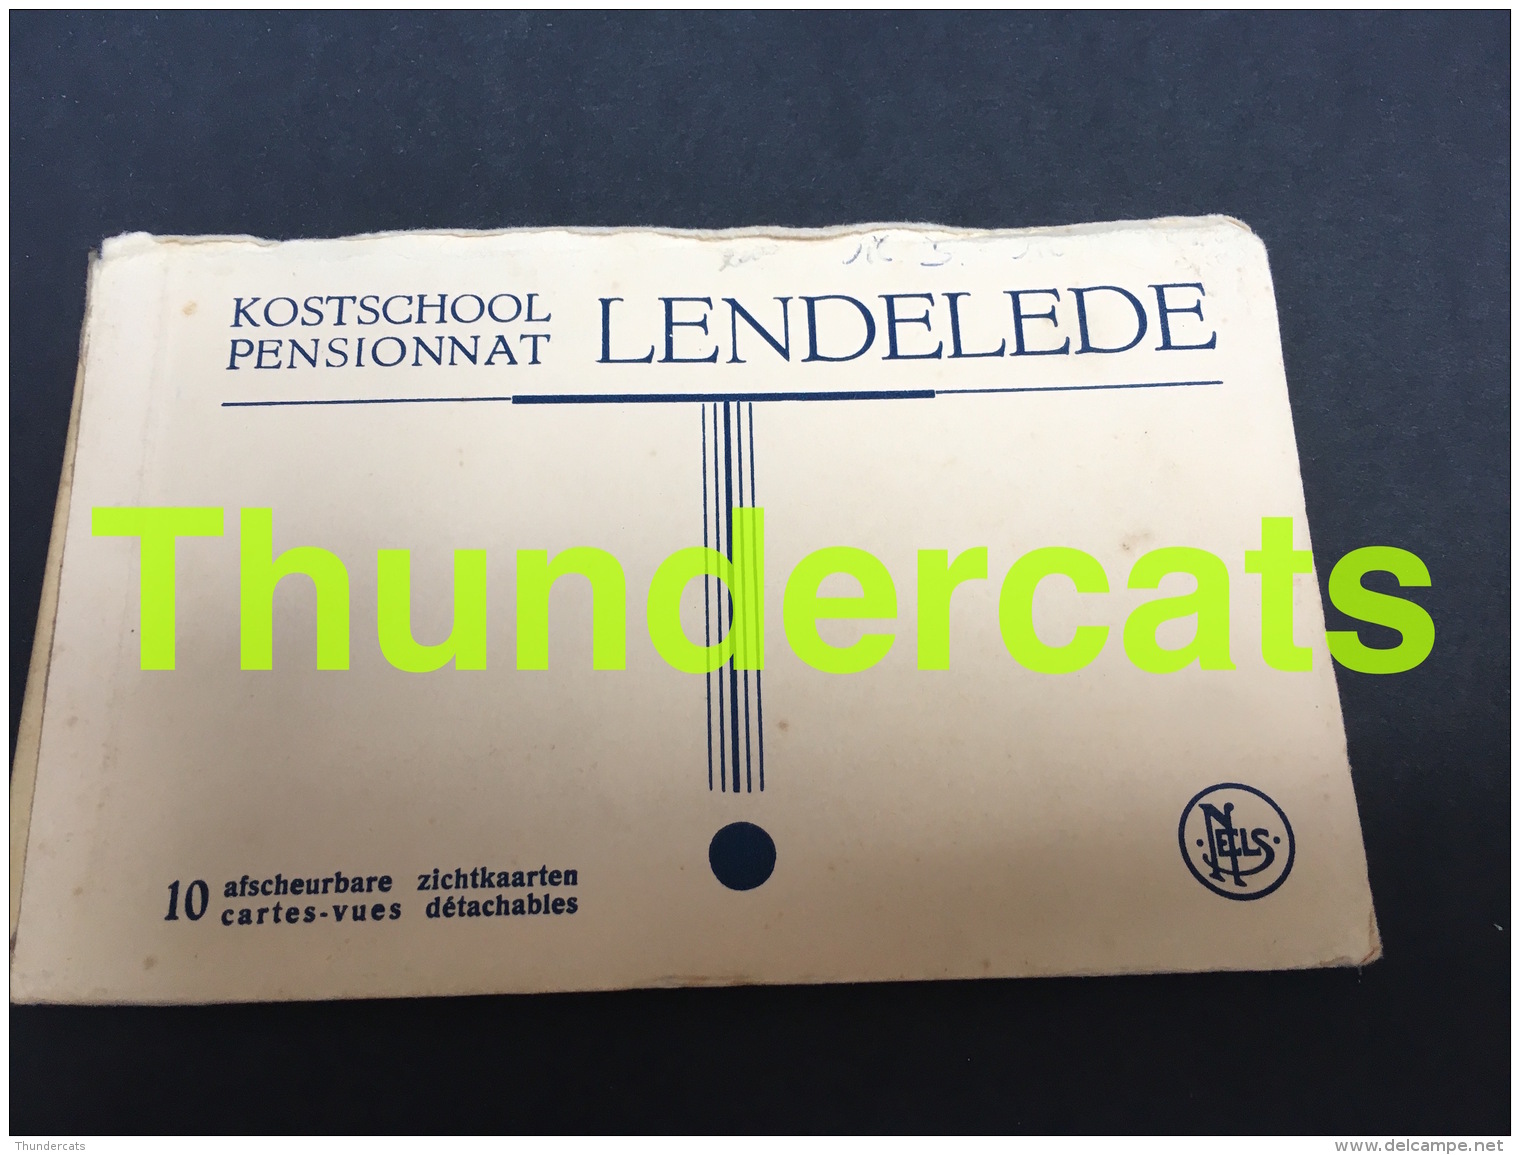 KOSTSCHOOL
PENSIONNAT
LENDELEDE
Thundercats
10
afscheurbare zichtkaarten
cartes-vues détachables
NELS
Thundercats
www.delcampe.net